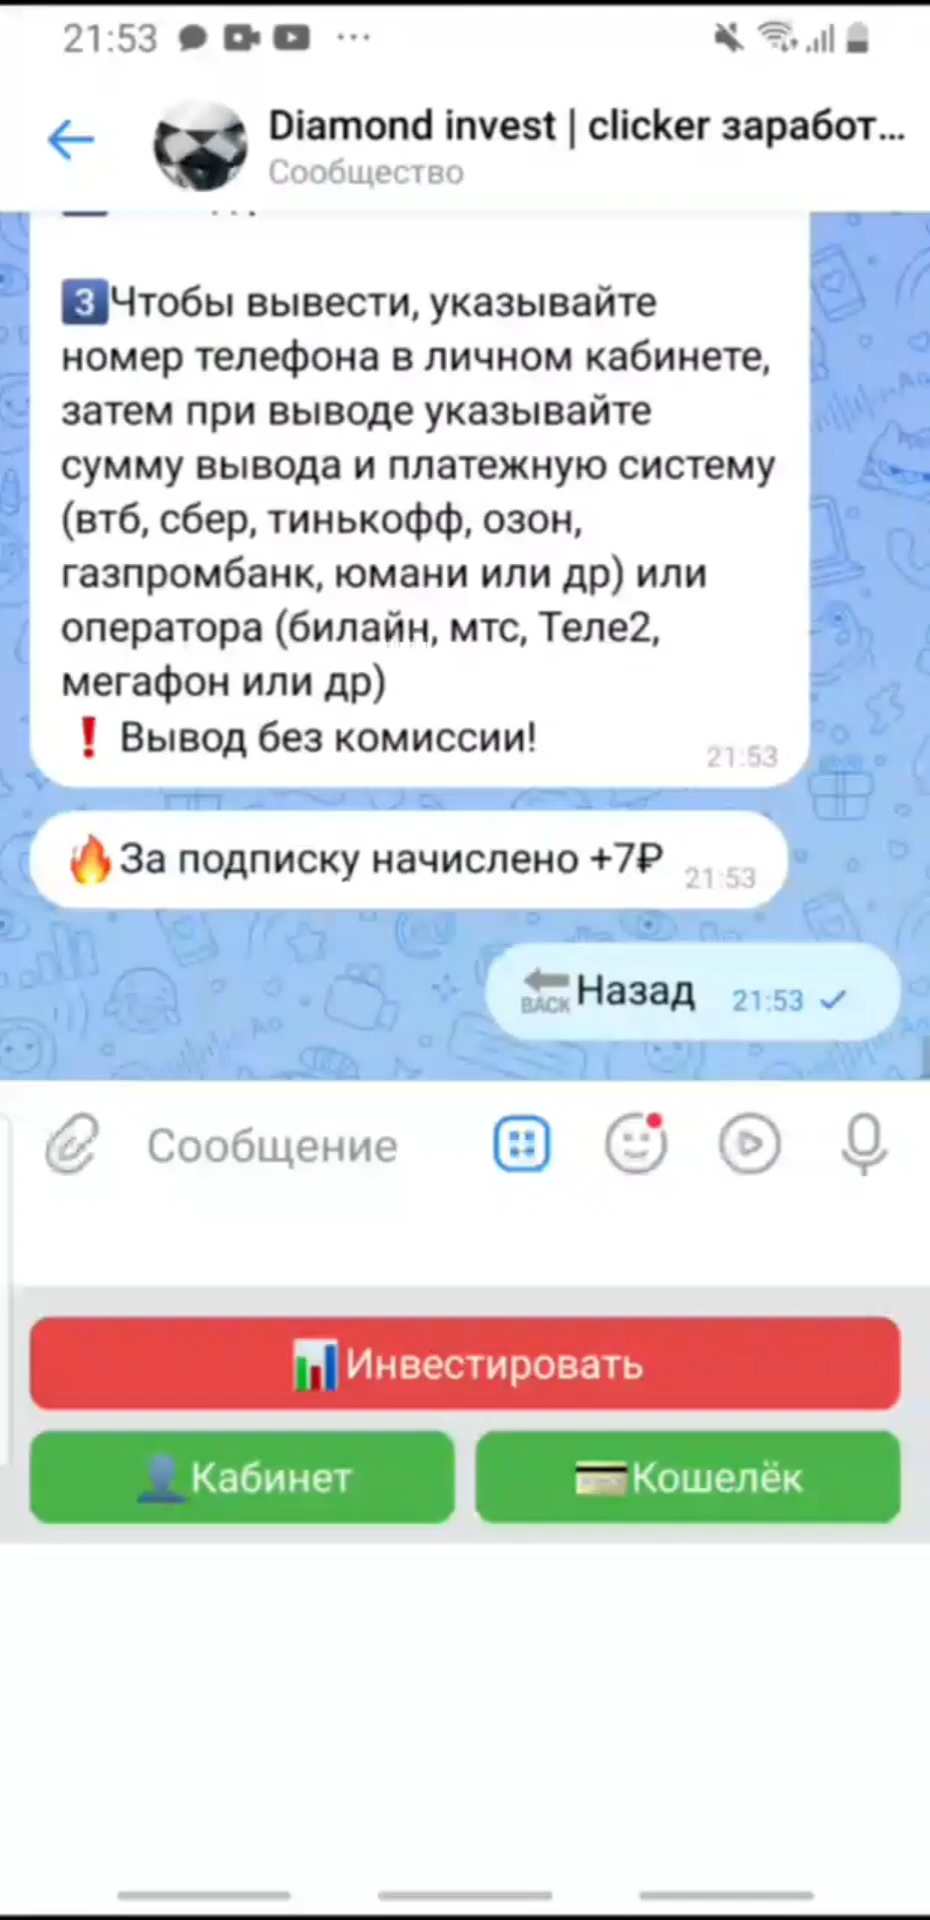 21:53
Diamond invest | clicker заработ...
Сообщество
3Чтобы вывести, указывайте
номер телефона в личном кабинете,
затем при выводе указывайте
сумму вывода и платежную систему
(втб, сбер, тинькофф, озон,
газпромбанк, юмани или др) или
оператора (билайн, мтс, Теле2,
мегафон или др)
❗ Вывод без комиссии!
21:53
🔥За подписку начислено +7₽
21:53
BACK Назад 21:53
Сообщение
📊Инвестировать
👤Кабинет
💳Кошелёк